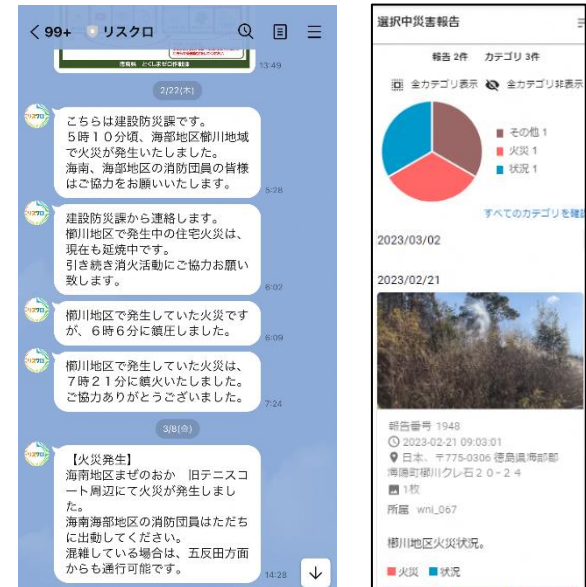 < 99+ リスクロ
徳島県 とくしまゼロ作戦課
13:49
2/22(木)
こちらは建設防災課です。
5時10分頃、海部地区櫛川地域
で火災が発生いたしました。
海南、海部地区の消防団員の皆様
はご協力をお願いいたします。
5:28
建設防災課から連絡します。
櫛川地区で発生中の住宅火災は、
現在も延焼中です。
引き続き消火活動にご協力お願い
致します。
6:02
櫛川地区で発生していた火災です
が、6時6分に鎮圧しました。
6:09
櫛川地区で発生していた火災は、
7時21分に鎮火いたしました。
ご協力ありがとうございました。
7:24
3/8(金)
【火災発生】
海南地区まぜのおか 旧テニスコ
ート周辺にて火災が発生しまし
た。
海南海部地区の消防団員はただち
に出動してください。
混雑している場合は、五反田方面
からも通行可能です。
14:28
選択中災害報告
報告 2件 カテゴリ 3件
全カテゴリ表示 全カテゴリ非表示
その他 1
火災 1
状況 1
すべてのカテゴリを確認
2023/03/02
2023/02/21
報告番号 1948
2023-02-21 09:03:01
日本、〒775-0306 徳島県海部郡
海陽町櫛川クレ石20-24
1枚
所属 wni_067
櫛川地区火災状況。
火災 状況